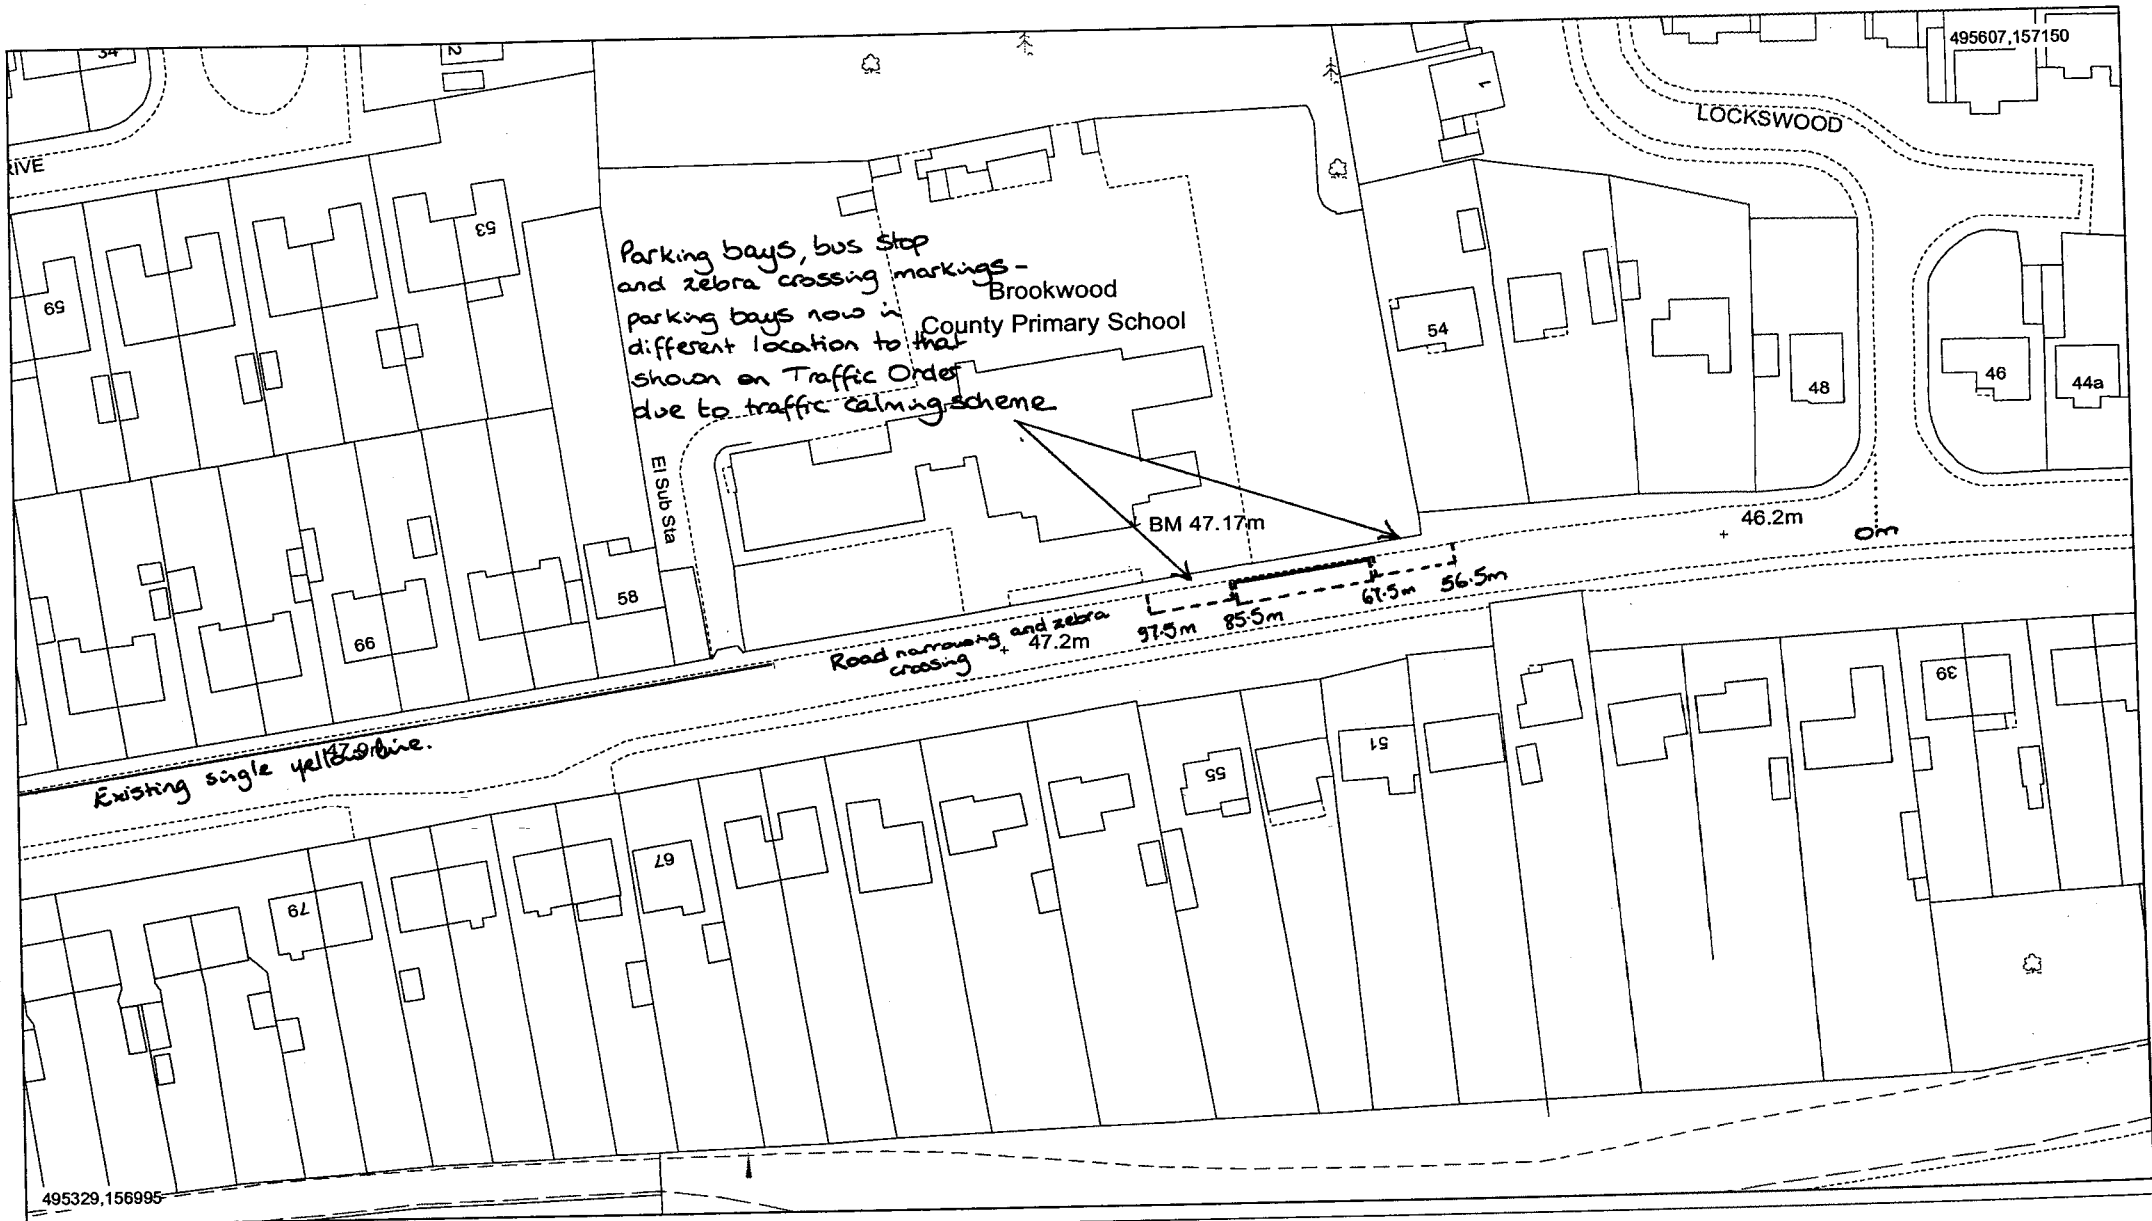 495607,157150
34
2
1
LOCKSWOOD
RIVE
53
59
Parking bays, bus stop
and zebra crossing markings -
parking bays now in
different location to that
shown on Traffic Order
due to traffic calming scheme
Brookwood
County Primary School
54
48
46
44a
El Sub Sta
BM 47.17m
46.2m
0m
58
66
97.5m
85.5m
67.5m
56.5m
Road narrowing and zebra
crossing
47.2m
39
Existing single yellow line.
51
55
67
79
495329,156995